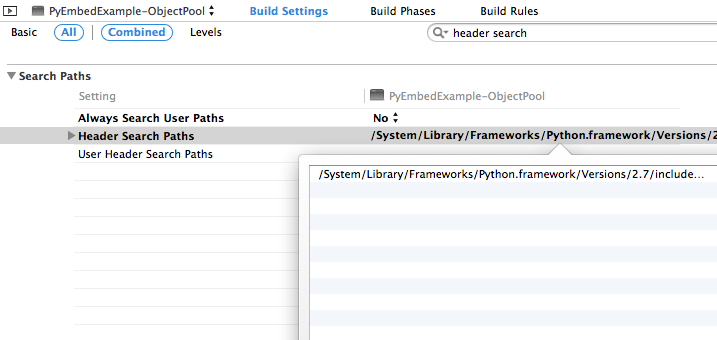 PyEmbedExample-ObjectPool Build Settings Build Phases Build Rules
Basic All Combined Levels header search
Search Paths
Setting PyEmbedExample-ObjectPool
Always Search User Paths No
Header Search Paths /System/Library/Frameworks/Python.framework/Versions/2
User Header Search Paths
/System/Library/Frameworks/Python.framework/Versions/2.7/include...